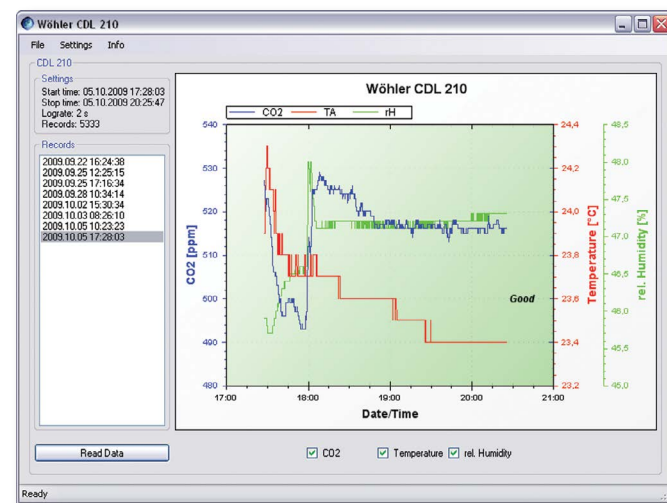 Wöhler CDL 210
File Settings Info
CDL 210
Settings
Start time: 05.10.2009 17:28:03
Stop time: 05.10.2009 20:25:47
Lograte: 2 s
Records: 5333
Records
2009.09.22 16:24:38
2009.09.25 12:25:15
2009.09.25 17:16:34
2009.09.28 10:34:14
2009.10.02 15:30:34
2009.10.03 08:26:10
2009.10.05 10:23:23
2009.10.05 17:28:03
Read Data
Wöhler CDL 210
CO2 TA rH
CO2 [ppm]
540
530
520
510
500
490
480
24,4
24,2
24,0
23,8
23,6
23,4
23,2
Temperature [°C]
48,5
48,0
47,5
47,0
46,5
46,0
45,5
45,0
rel. Humidity [%]
Good
17:00 18:00 19:00 20:00 21:00
Date/Time
CO2 Temperature rel. Humidity
Ready